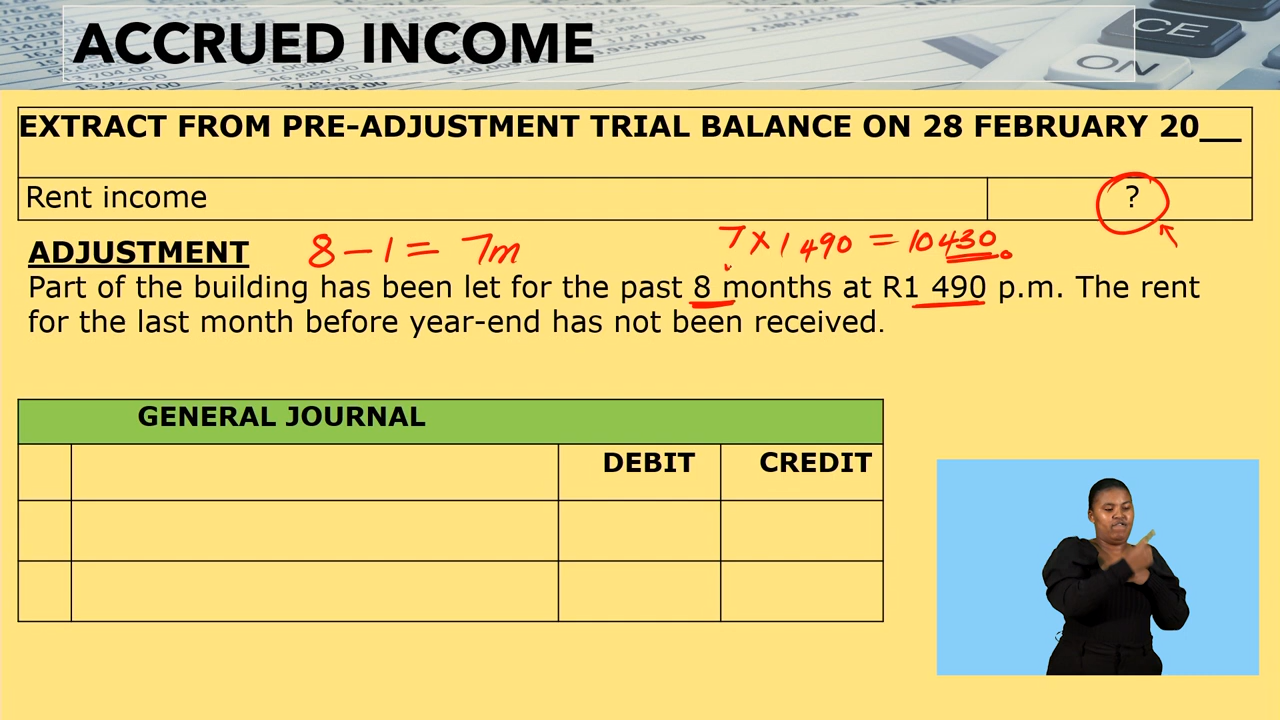 ACCRUED INCOME
CE
ON
EXTRACT FROM PRE-ADJUSTMENT TRIAL BALANCE ON 28 FEBRUARY 20__
Rent income ?
ADJUSTMENT 8 - 1 = 7m 7 x 1 490 = 10 430
Part of the building has been let for the past 8 months at R1 490 p.m. The rent
for the last month before year-end has not been received.
GENERAL JOURNAL
DEBIT CREDIT